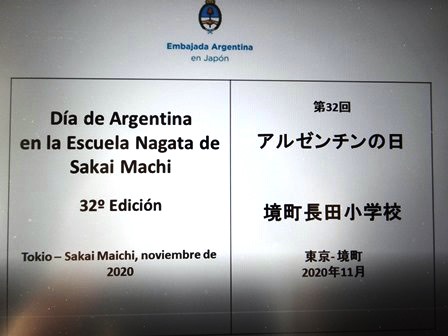 Embajada Argentina
en Japón
Día de Argentina
en la Escuela Nagata de
Sakai Machi
32º Edición
Tokio – Sakai Maichi, noviembre de
2020
第32回
アルゼンチンの日
境町長田小学校
東京- 境町
2020年11月